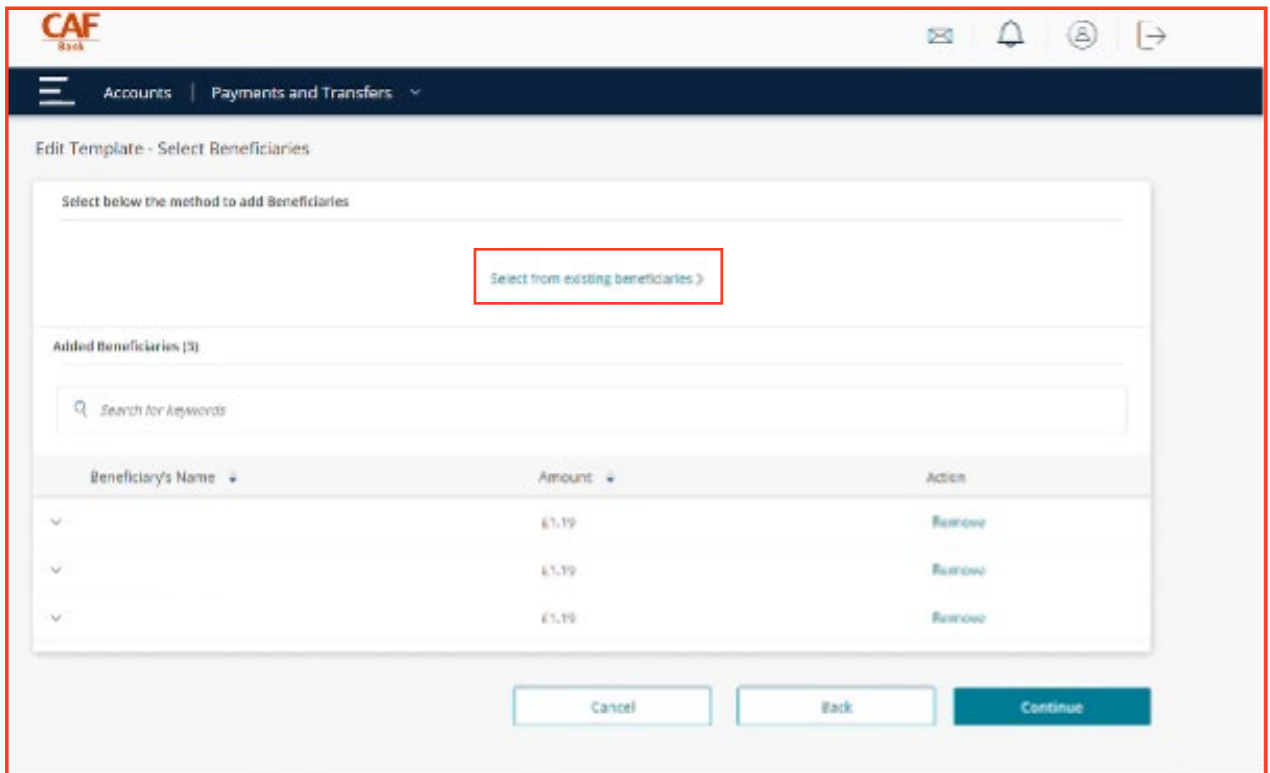 CAF
Bank
Accounts | Payments and Transfers
Edit Template - Select Beneficiaries
Select below the method to add Beneficiaries
Select from existing beneficiaries >
Added Beneficiaries (3)
Search for keywords
Beneficiary's Name Amount Action
£1.19 Remove
£1.19 Remove
£1.19 Remove
Cancel Back Continue